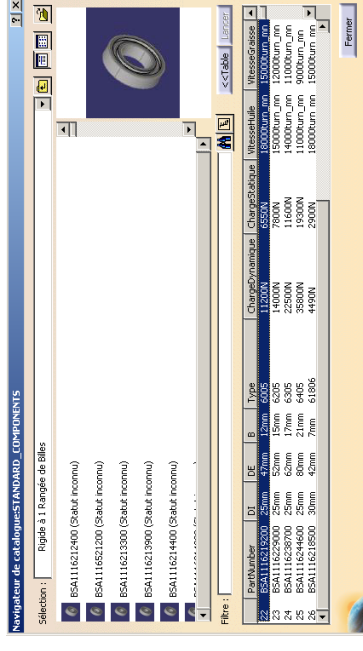 Navigateur de catalogue:STANDARD_COMPONENTS
Sélection : Rigide à 1 Rangée de Billes
BSA1116212400 (Statut inconnu)
BSA1116521200 (Statut inconnu)
BSA1116213300 (Statut inconnu)
BSA1116213900 (Statut inconnu)
BSA1116214400 (Statut inconnu)
<<Table Lancer
Filtre :
PartNumber DI DE B Type ChargeDynamique ChargeStatique VitesseHuile VitesseGraisse
22 BSA1116219200 25mm 47mm 12mm 6005 11200N 6550N 18000turn_mn 15000turn_mn
23 BSA1116229000 25mm 52mm 15mm 6205 14000N 7800N 15000turn_mn 12000turn_mn
24 BSA1116238700 25mm 62mm 17mm 6305 22500N 11600N 14000turn_mn 11000turn_mn
25 BSA1116244600 25mm 80mm 21mm 6405 35800N 19300N 11000turn_mn 9000turn_mn
26 BSA1116218500 30mm 42mm 7mm 61806 4490N 2900N 18000turn_mn 15000turn_mn
Fermer